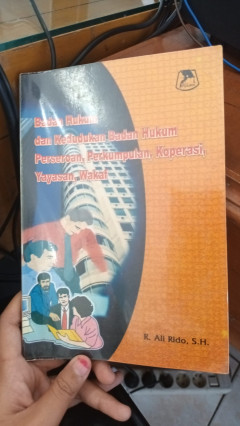 Badan Hukum
dan Kedudukan Badan Hukum
Perseroan, Perkumpulan, Koperasi,
Yayasan, Wakaf
R. Ali Rido, S.H.